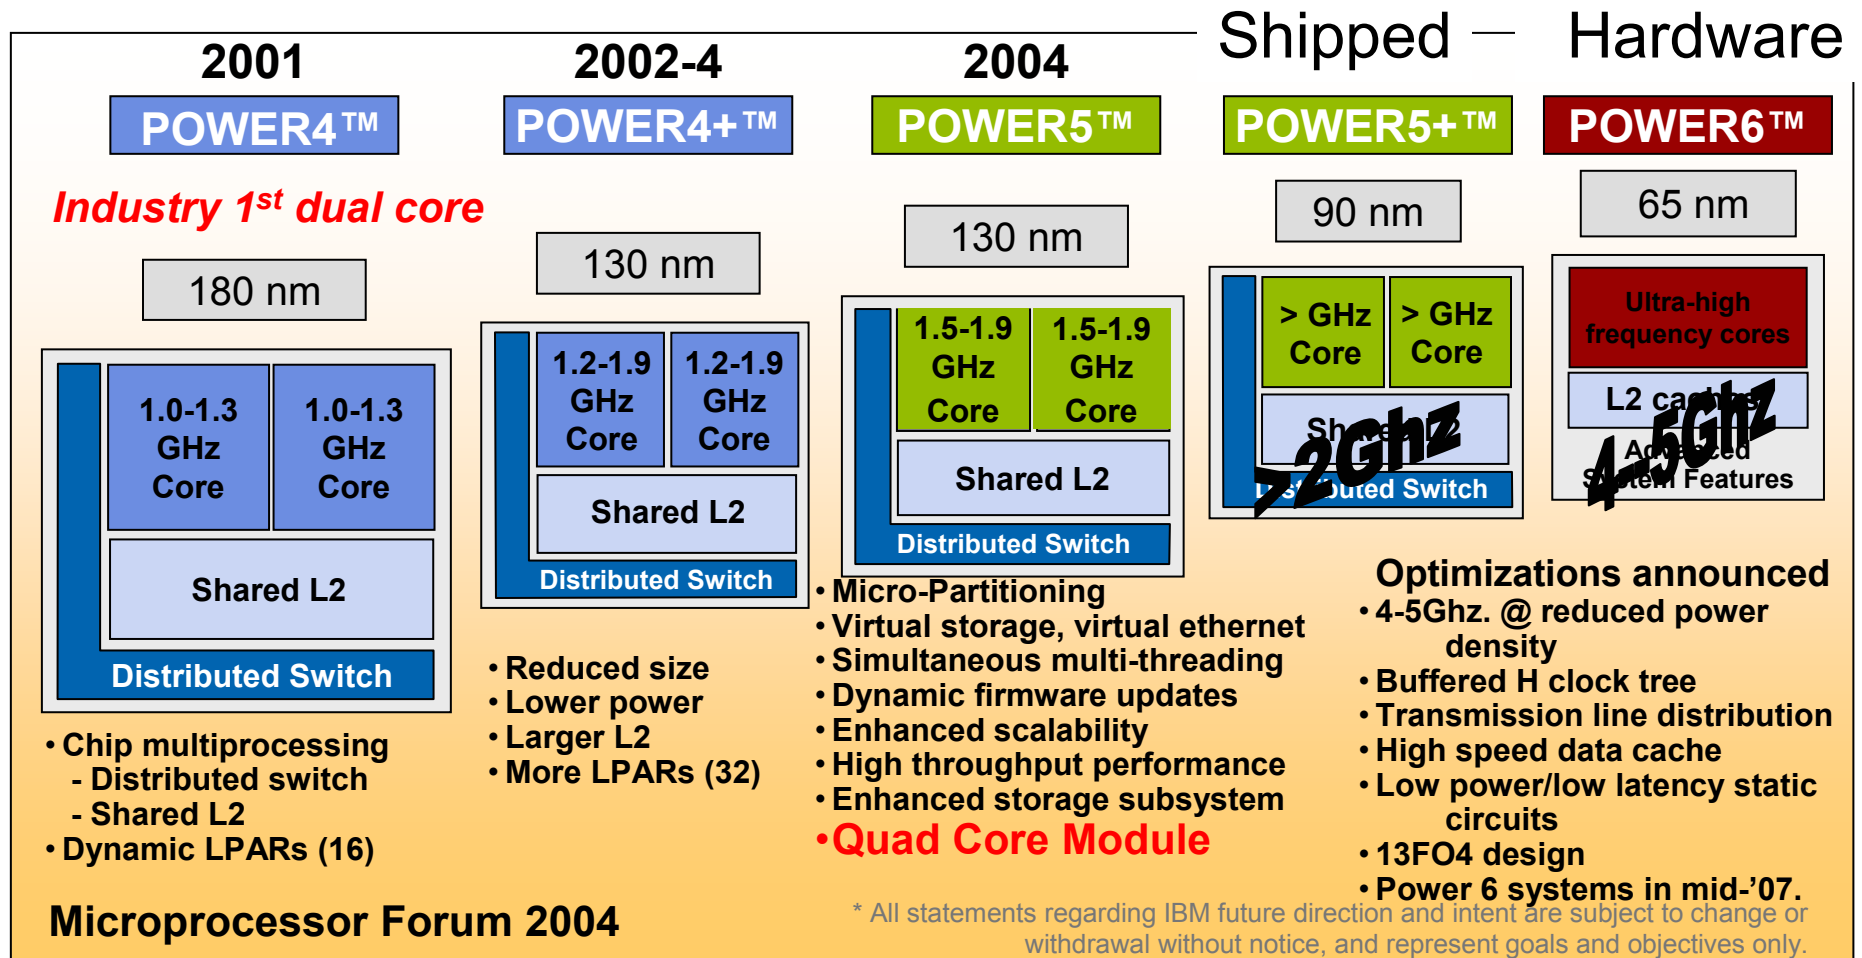 2001
POWER4™
Industry 1st dual core
180 nm
1.0-1.3
GHz
Core
1.0-1.3
GHz
Core
Shared L2
Distributed Switch
• Chip multiprocessing
- Distributed switch
- Shared L2
• Dynamic LPARs (16)
2002-4
POWER4+™
130 nm
1.2-1.9
GHz
Core
1.2-1.9
GHz
Core
Shared L2
Distributed Switch
• Reduced size
• Lower power
• Larger L2
• More LPARs (32)
2004
POWER5™
130 nm
1.5-1.9
GHz
Core
1.5-1.9
GHz
Core
Shared L2
Distributed Switch
• Micro-Partitioning
• Virtual storage, virtual ethernet
• Simultaneous multi-threading
• Dynamic firmware updates
• Enhanced scalability
• High throughput performance
• Enhanced storage subsystem
• Quad Core Module
Shipped
POWER5+™
90 nm
> GHz
Core
> GHz
Core
Shared L2
>2Ghz
Distributed Switch
Hardware
POWER6™
65 nm
Ultra-high
frequency cores
L2 caches
4-5Ghz
Advanced
System Features
Optimizations announced
• 4-5Ghz. @ reduced power
density
• Buffered H clock tree
• Transmission line distribution
• High speed data cache
• Low power/low latency static
circuits
• 13FO4 design
• Power 6 systems in mid-’07.
Microprocessor Forum 2004
* All statements regarding IBM future direction and intent are subject to change or
withdrawal without notice, and represent goals and objectives only.